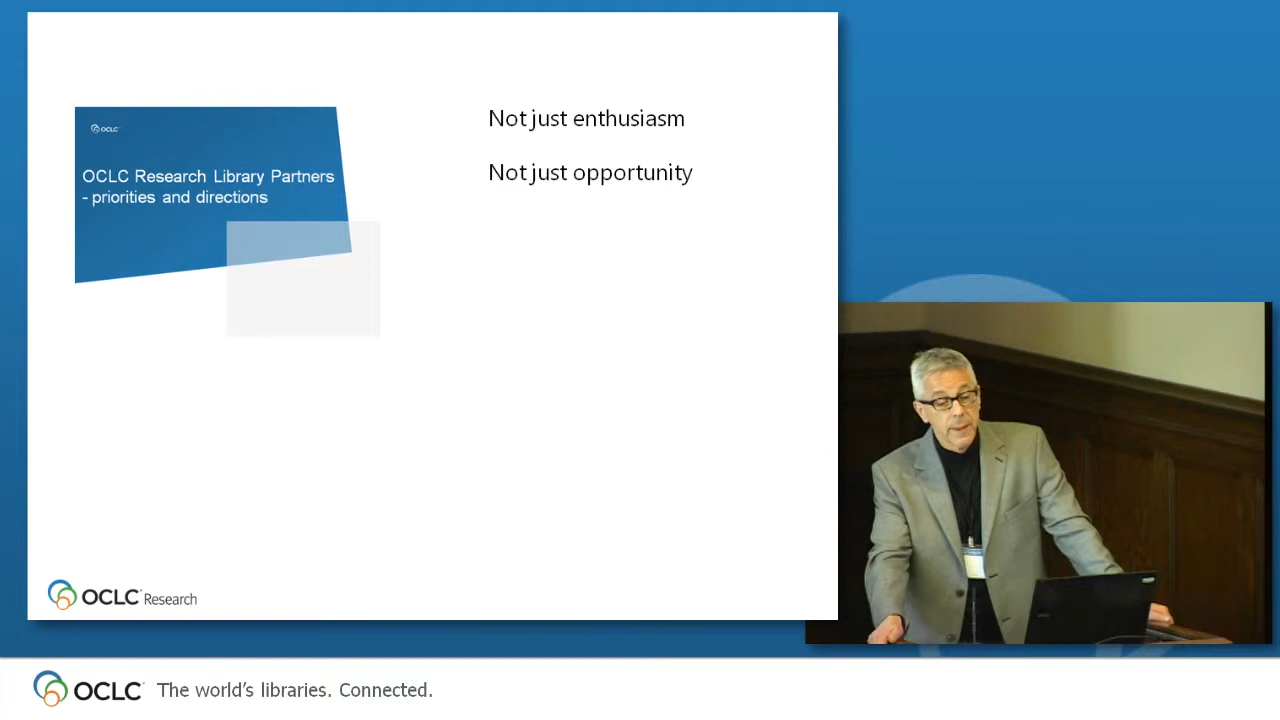 OCLC
OCLC Research Library Partners
- priorities and directions
Not just enthusiasm
Not just opportunity
OCLC Research
OCLC The world's libraries. Connected.